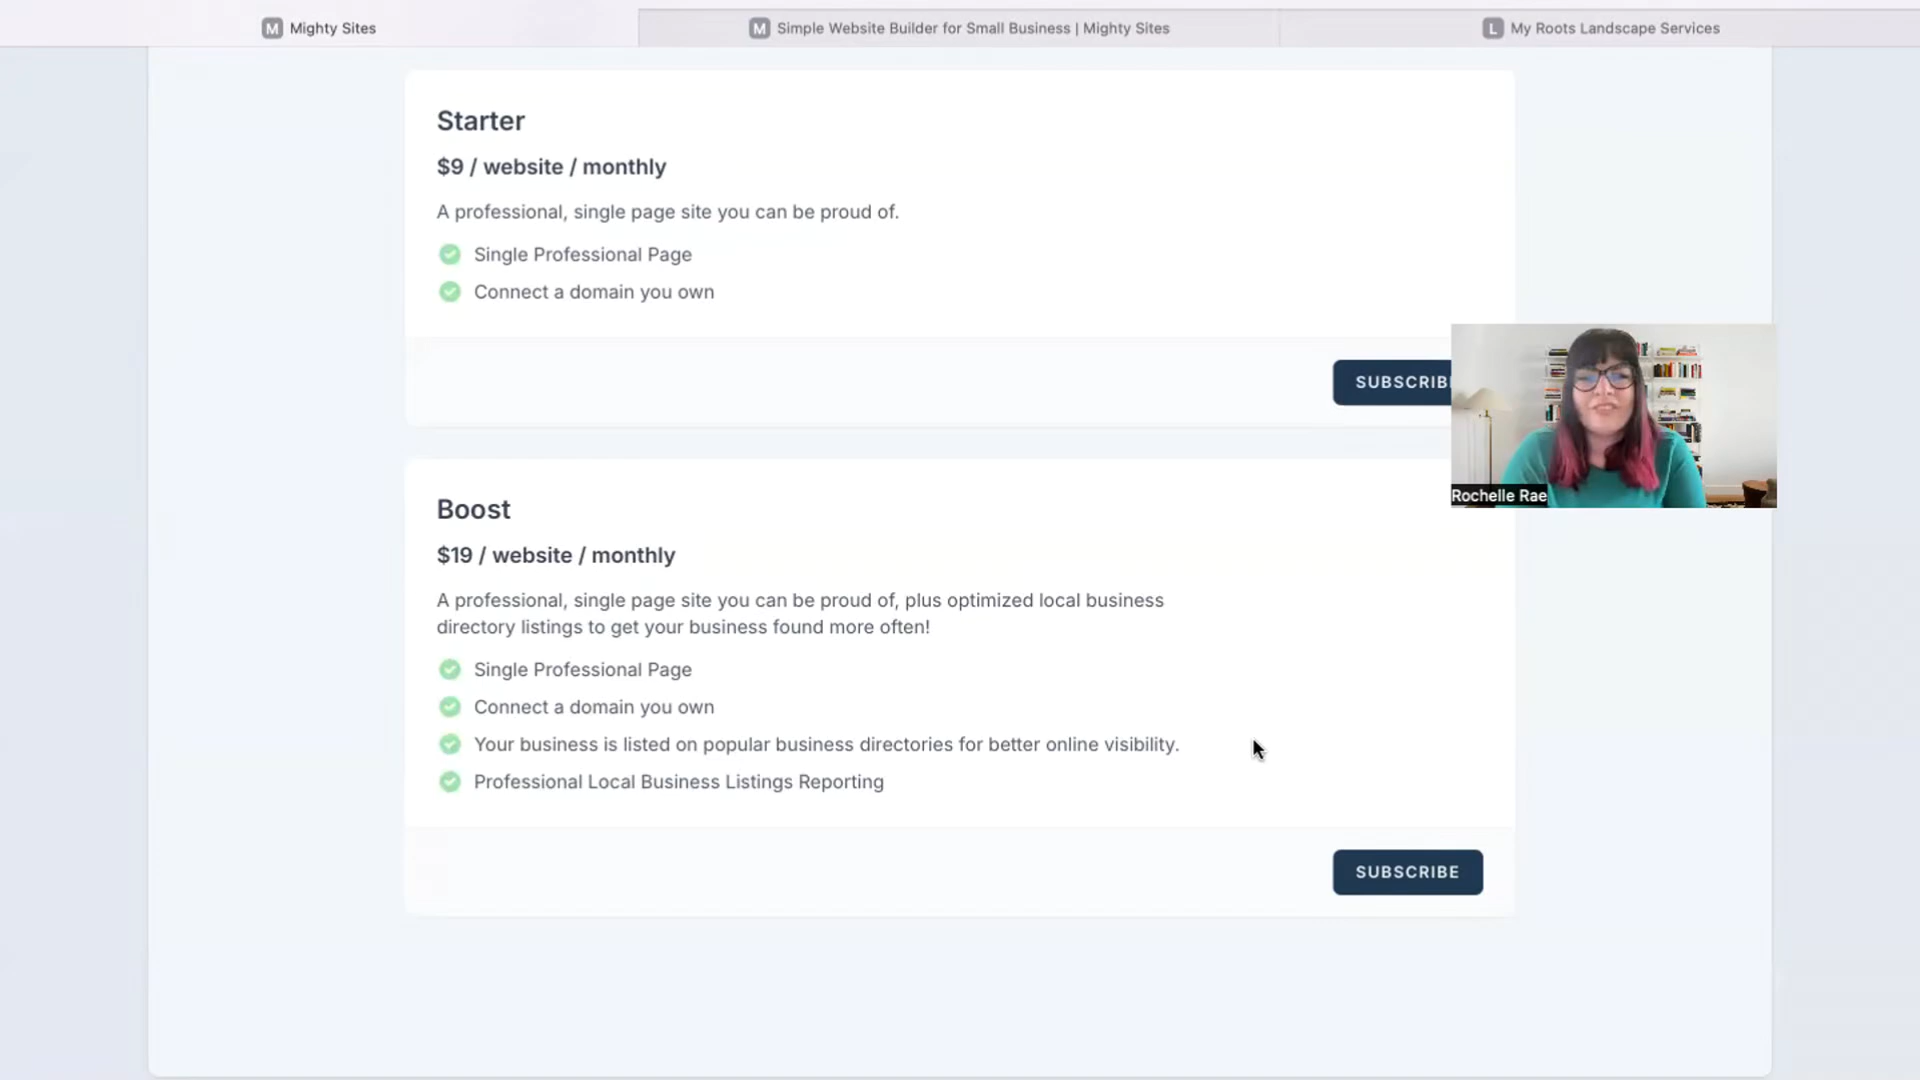 M Mighty Sites
M Simple Website Builder for Small Business | Mighty Sites
L My Roots Landscape Services
Starter
$9 / website / monthly
A professional, single page site you can be proud of.
Single Professional Page
Connect a domain you own
SUBSCRIB
Rochelle Rae
Boost
$19 / website / monthly
A professional, single page site you can be proud of, plus optimized local business
directory listings to get your business found more often!
Single Professional Page
Connect a domain you own
Your business is listed on popular business directories for better online visibility.
Professional Local Business Listings Reporting
SUBSCRIBE